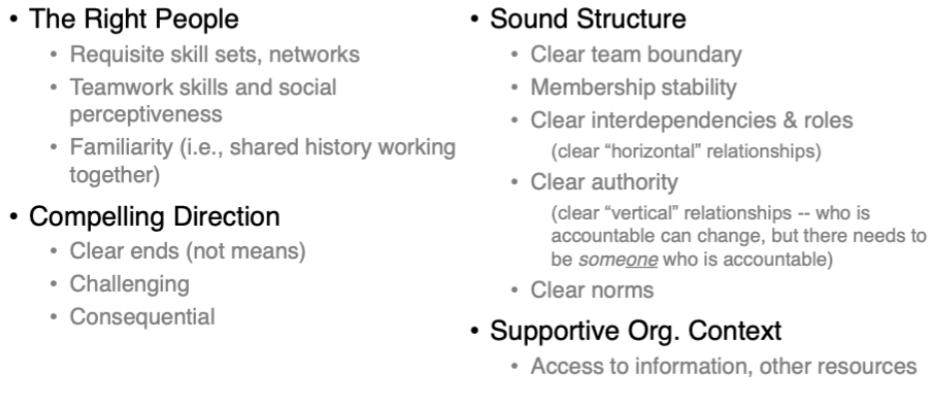 • The Right People
• Requisite skill sets, networks
• Teamwork skills and social
perceptiveness
• Familiarity (i.e., shared history working
together)
• Compelling Direction
• Clear ends (not means)
• Challenging
• Consequential
• Sound Structure
• Clear team boundary
• Membership stability
• Clear interdependencies & roles
(clear “horizontal” relationships)
• Clear authority
(clear “vertical” relationships -- who is
accountable can change, but there needs to
be someone who is accountable)
• Clear norms
• Supportive Org. Context
• Access to information, other resources